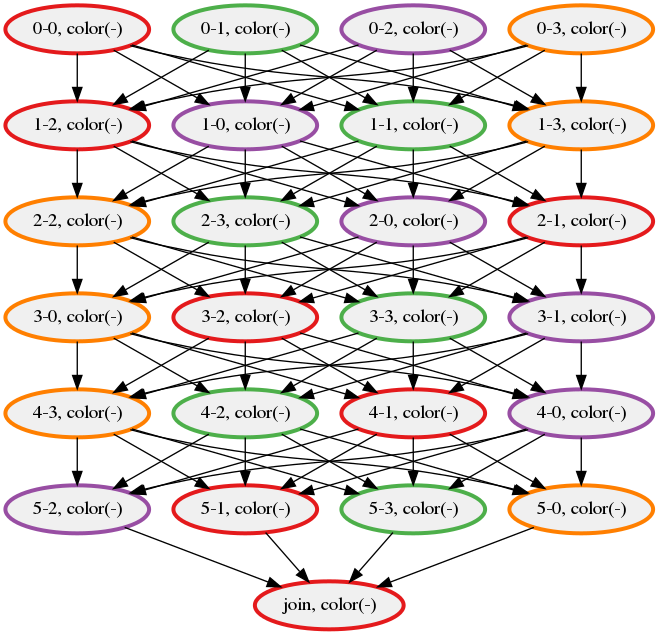 0-0, color(-)
0-1, color(-)
0-2, color(-)
0-3, color(-)
1-2, color(-)
1-0, color(-)
1-1, color(-)
1-3, color(-)
2-2, color(-)
2-3, color(-)
2-0, color(-)
2-1, color(-)
3-0, color(-)
3-2, color(-)
3-3, color(-)
3-1, color(-)
4-3, color(-)
4-2, color(-)
4-1, color(-)
4-0, color(-)
5-2, color(-)
5-1, color(-)
5-3, color(-)
5-0, color(-)
join, color(-)